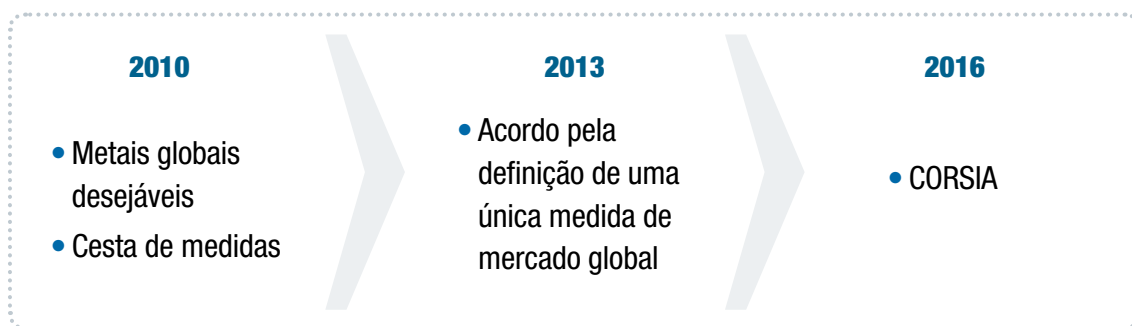 2010
• Metais globais
desejáveis
• Cesta de medidas
2013
• Acordo pela
definição de uma
única medida de
mercado global
2016
• CORSIA